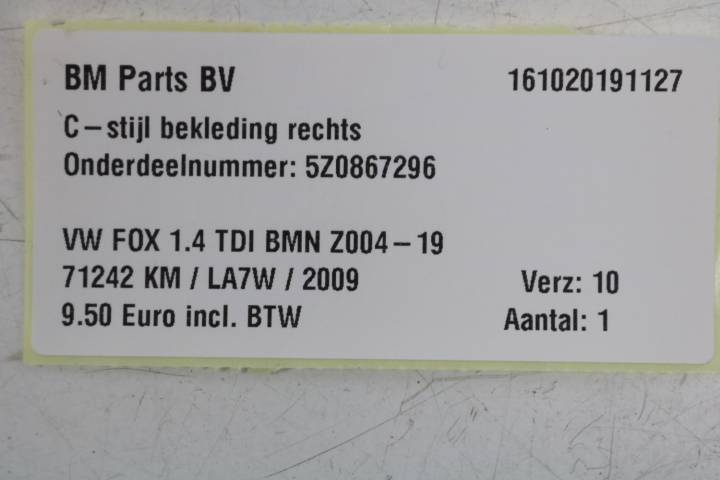 BM Parts BV 161020191127
C-stijl bekleding rechts
Onderdeelnummer: 5Z0867296
VW FOX 1.4 TDI BMN Z004-19
71242 KM / LA7W / 2009 Verz: 10
9.50 Euro incl. BTW Aantal: 1